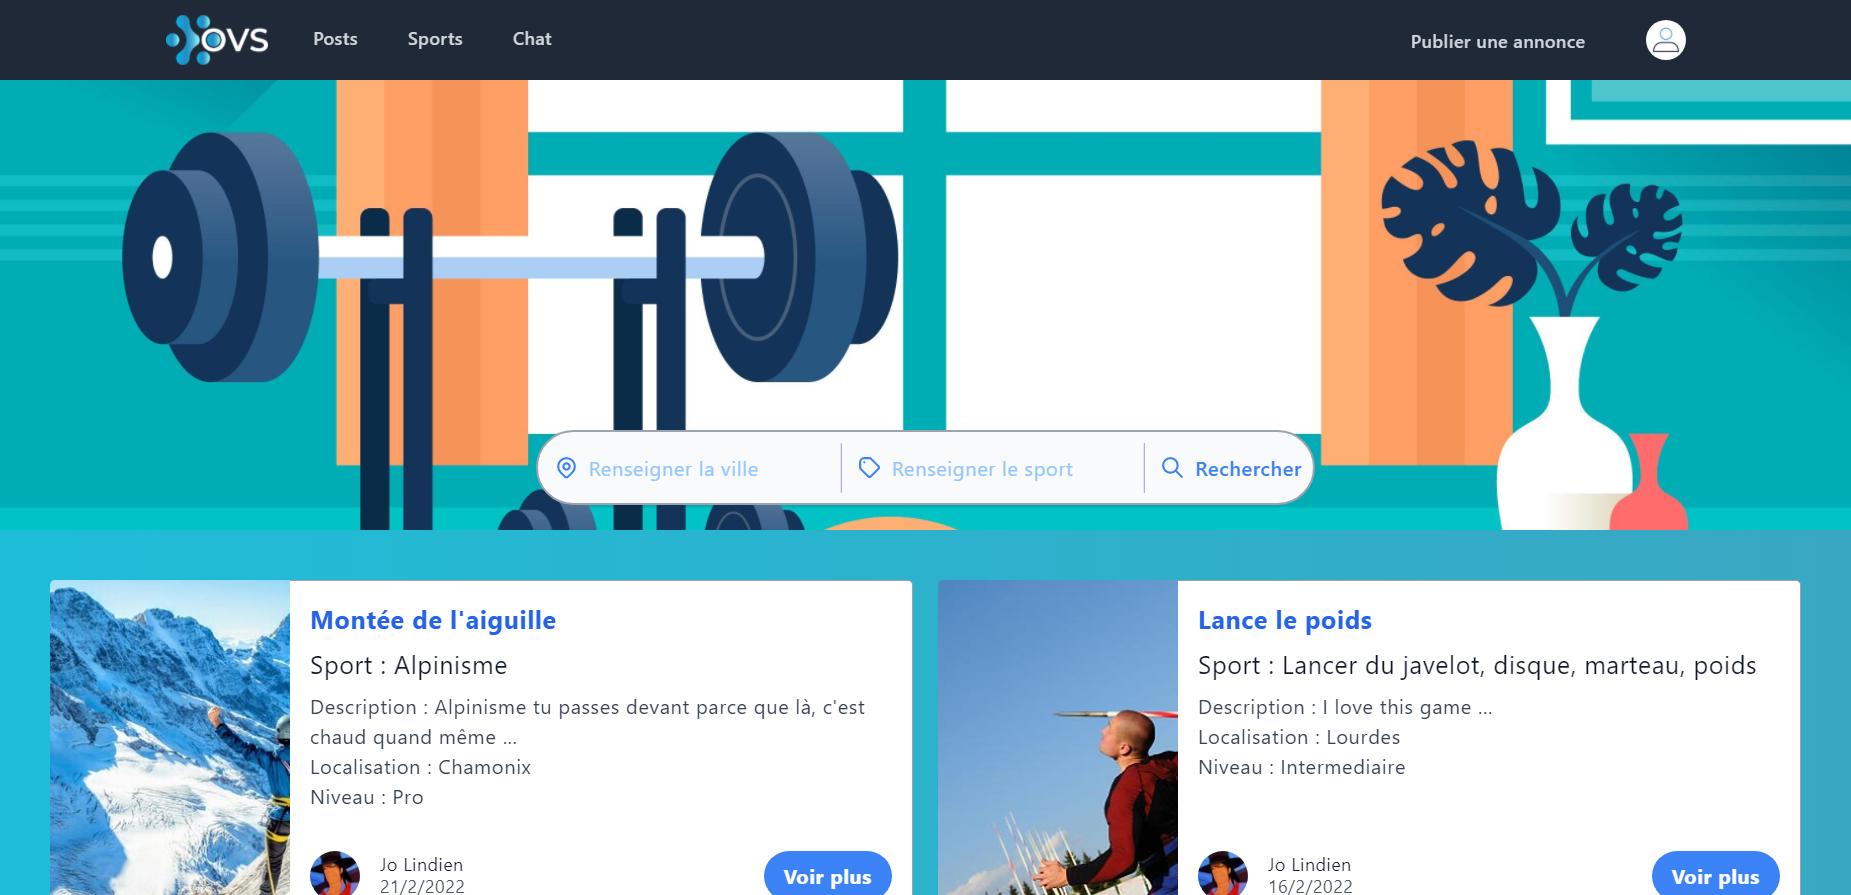 OVS
Posts
Sports
Chat
Publier une annonce
Renseigner la ville
Renseigner le sport
Rechercher
Montée de l'aiguille
Sport : Alpinisme
Description : Alpinisme tu passes devant parce que là, c'est
chaud quand même ...
Localisation : Chamonix
Niveau : Pro
Jo Lindien
21/2/2022
Voir plus
Lance le poids
Sport : Lancer du javelot, disque, marteau, poids
Description : I love this game ...
Localisation : Lourdes
Niveau : Intermediaire
Jo Lindien
16/2/2022
Voir plus